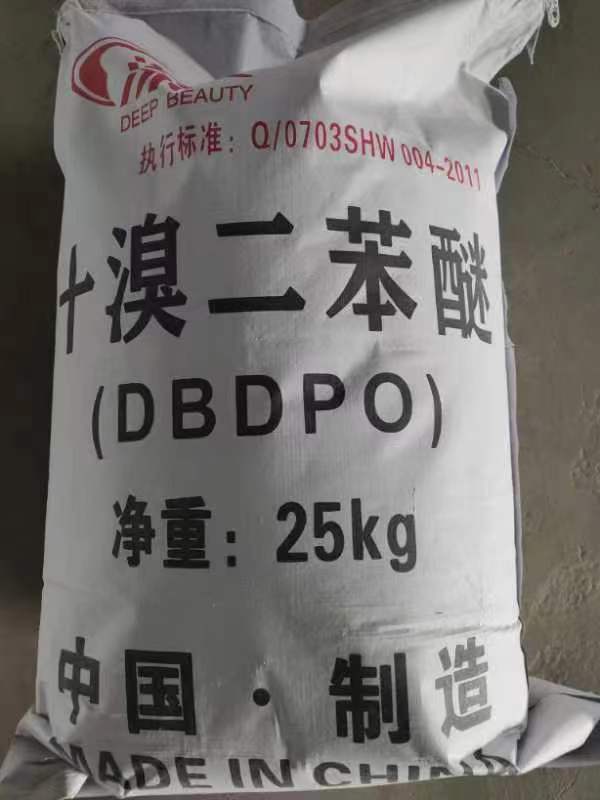 DEEP BEAUTY
执行标准：Q/0703SHW 004-2011
十溴二苯醚
(DBDPO)
净重：25kg
中国·制造
MADE IN CHINA